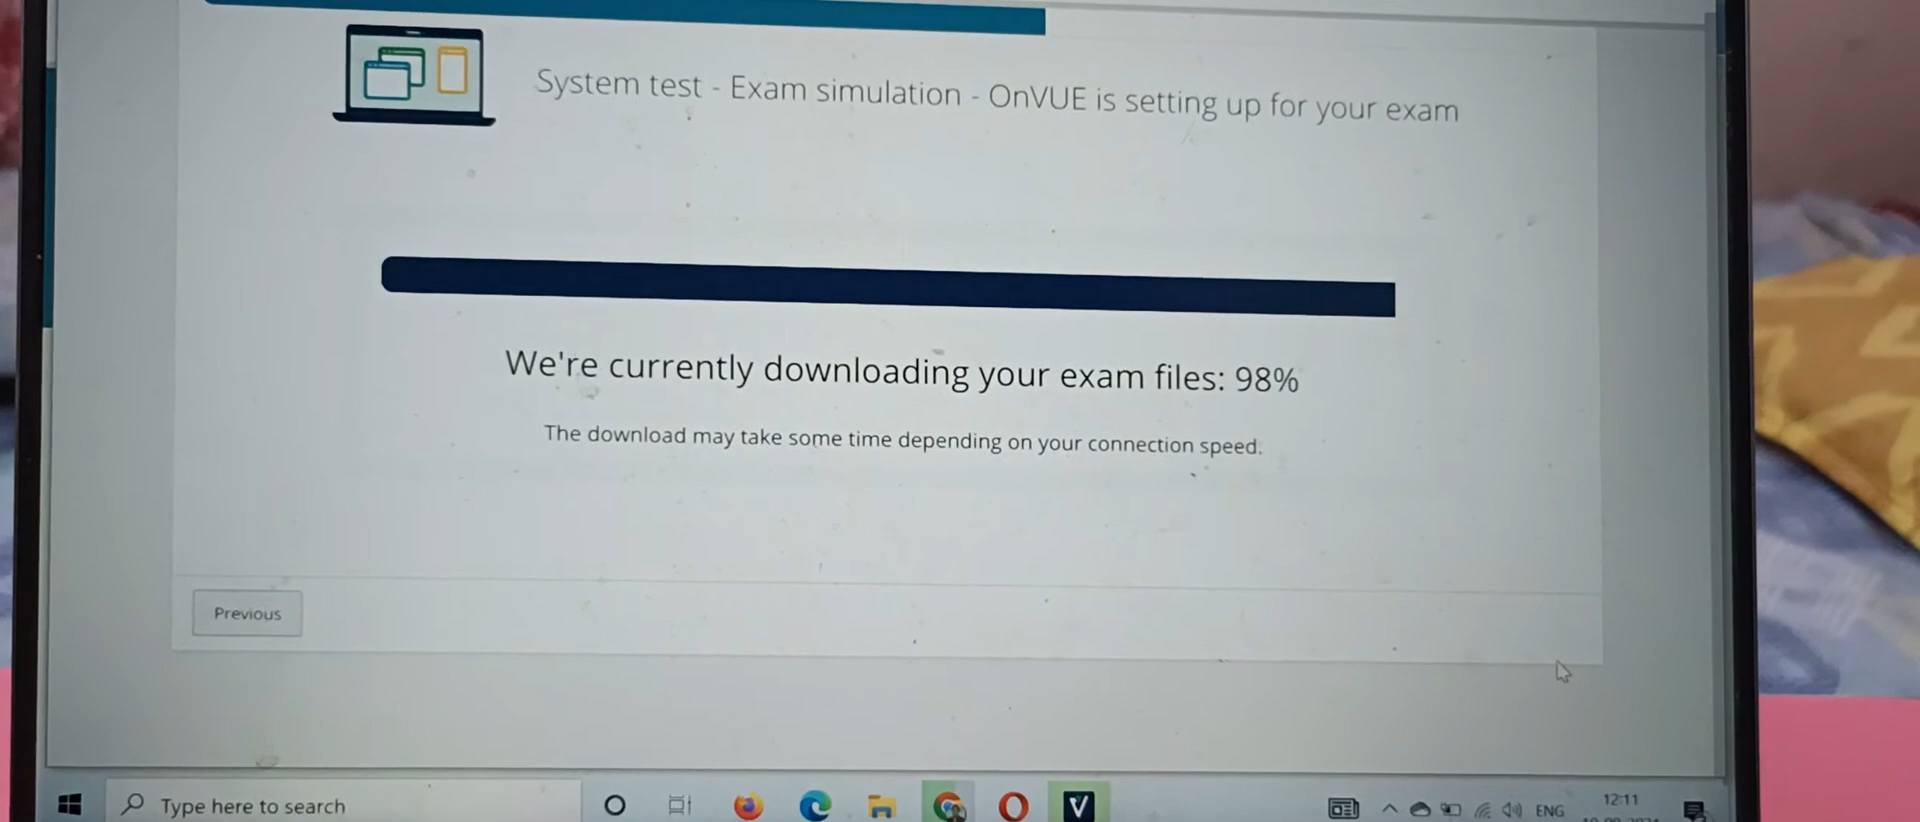 System test - Exam simulation - OnVUE is setting up for your exam
We're currently downloading your exam files: 98%
The download may take some time depending on your connection speed.
Previous
Type here to search
ENG
12:11